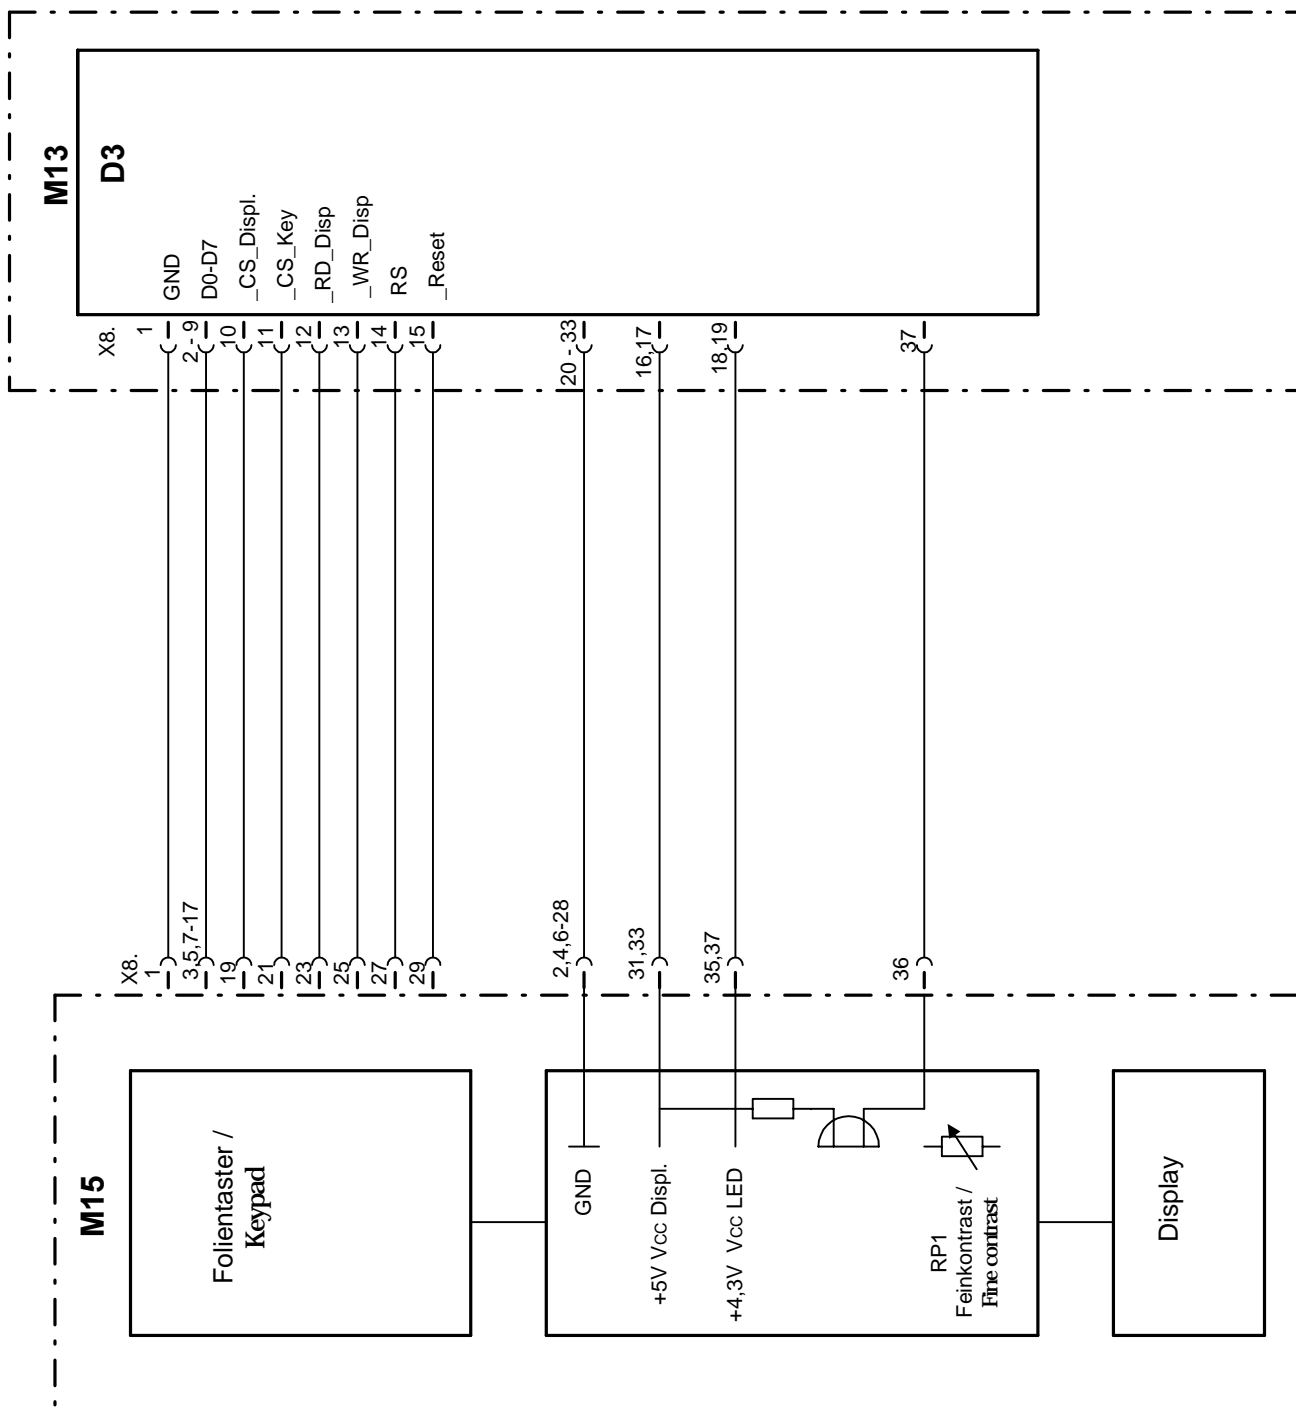 M13
D3
GND
D0-D7
_CS_Displ.
_CS_Key
_RD_Disp
_WR_Disp
RS
_Reset
X8.
1
2 - 9
10
11
12
13
14
15
20 - 33
16,17
18,19
37
X8.
1
3,5,7-17
19
21
23
25
27
29
2,4,6-28
31,33
35,37
36
M15
Folientaster /
Keypad
GND
+5V Vcc Displ.
+4,3V Vcc LED
RP1
Feinkontrast /
Fine contrast
Display